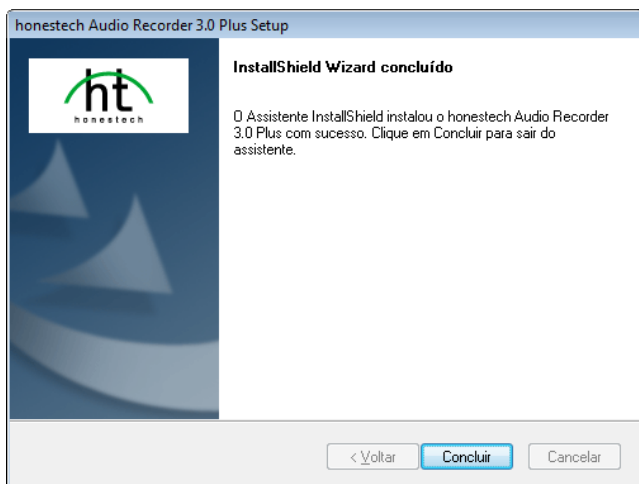 honestech Audio Recorder 3.0 Plus Setup
ht
honestech
InstallShield Wizard concluído
O Assistente InstallShield instalou o honestech Audio Recorder
3.0 Plus com sucesso. Clique em Concluir para sair do
assistente.
< Voltar Concluir Cancelar